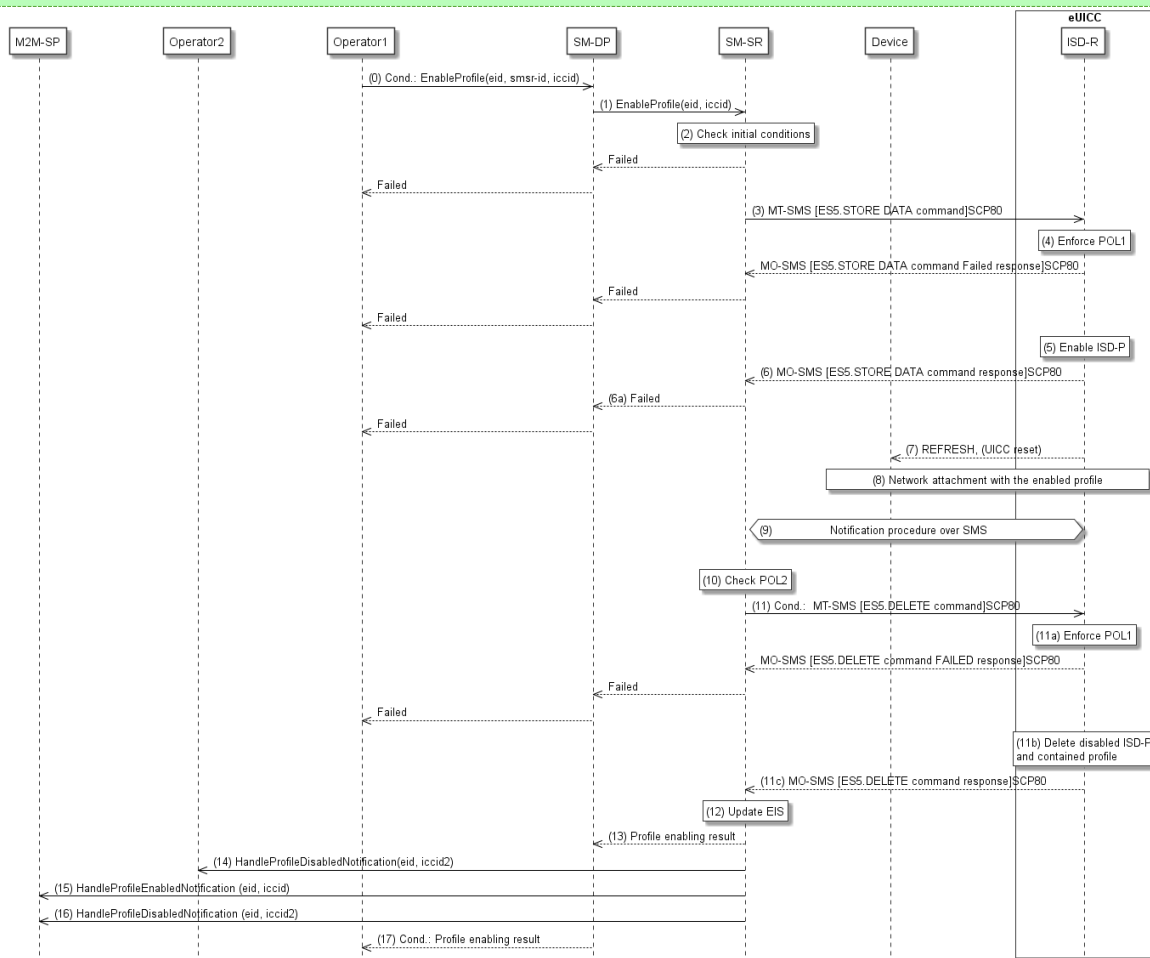 eUICC
M2M-SP
Operator2
Operator1
SM-DP
SM-SR
Device
ISD-R
(0) Cond.: EnableProfile(eid, smsr-id, iccid)
(1) EnableProfile(eid, iccid)
(2) Check initial conditions
Failed
Failed
(3) MT-SMS [ES5.STORE DATA command]SCP80
(4) Enforce POL1
MO-SMS [ES5.STORE DATA command Failed response]SCP80
Failed
Failed
(5) Enable ISD-P
(6) MO-SMS [ES5.STORE DATA command response]SCP80
(6a) Failed
Failed
(7) REFRESH, (UICC reset)
(8) Network attachment with the enabled profile
(9) Notification procedure over SMS
(10) Check POL2
(11) Cond.: MT-SMS [ES5.DELETE command]SCP80
(11a) Enforce POL1
MO-SMS [ES5.DELETE command FAILED response]SCP80
Failed
Failed
(11b) Delete disabled ISD-P
and contained profile
(11c) MO-SMS [ES5.DELETE command response]SCP80
(12) Update EIS
(13) Profile enabling result
(14) HandleProfileDisabledNotification(eid, iccid2)
(15) HandleProfileEnabledNotification (eid, iccid)
(16) HandleProfileDisabledNotification (eid, iccid2)
(17) Cond.: Profile enabling result